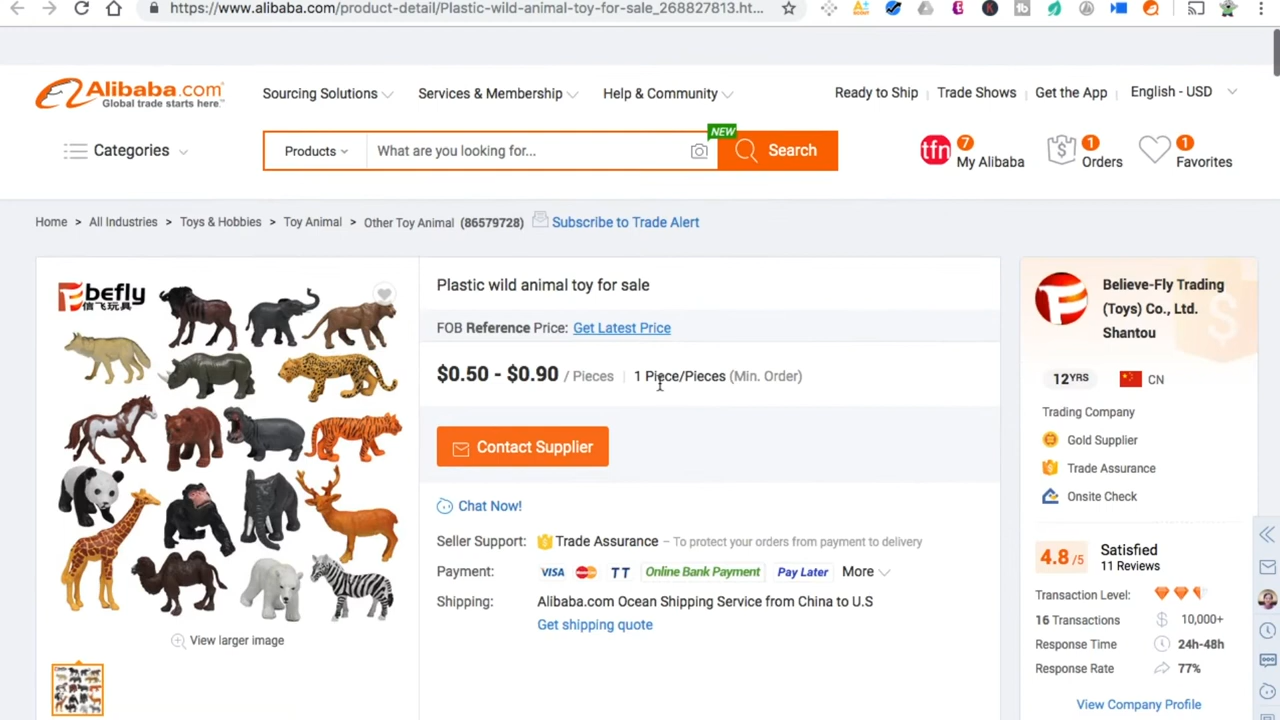 https://www.alibaba.com/product-detail/Plastic-wild-animal-toy-for-sale_268827813.ht...
Alibaba.com
Global trade starts here.™
Sourcing Solutions
Services & Membership
Help & Community
Ready to Ship
Trade Shows
Get the App
English - USD
Categories
Products
What are you looking for...
NEW
Search
tfn
7
My Alibaba
1
Orders
1
Favorites
Home > All Industries > Toys & Hobbies > Toy Animal > Other Toy Animal (86579728)
Subscribe to Trade Alert
befly
信飞玩具
View larger image
Plastic wild animal toy for sale
FOB Reference Price: Get Latest Price
$0.50 - $0.90 / Pieces | 1 Piece/Pieces (Min. Order)
Contact Supplier
Chat Now!
Seller Support: Trade Assurance – To protect your orders from payment to delivery
Payment: VISA TT Online Bank Payment Pay Later More
Shipping: Alibaba.com Ocean Shipping Service from China to U.S
Get shipping quote
Believe-Fly Trading
(Toys) Co., Ltd.
Shantou
12YRS
CN
Trading Company
Gold Supplier
Trade Assurance
Onsite Check
4.8/5
Satisfied
11 Reviews
Transaction Level:
16 Transactions
10,000+
Response Time
24h-48h
Response Rate
77%
View Company Profile